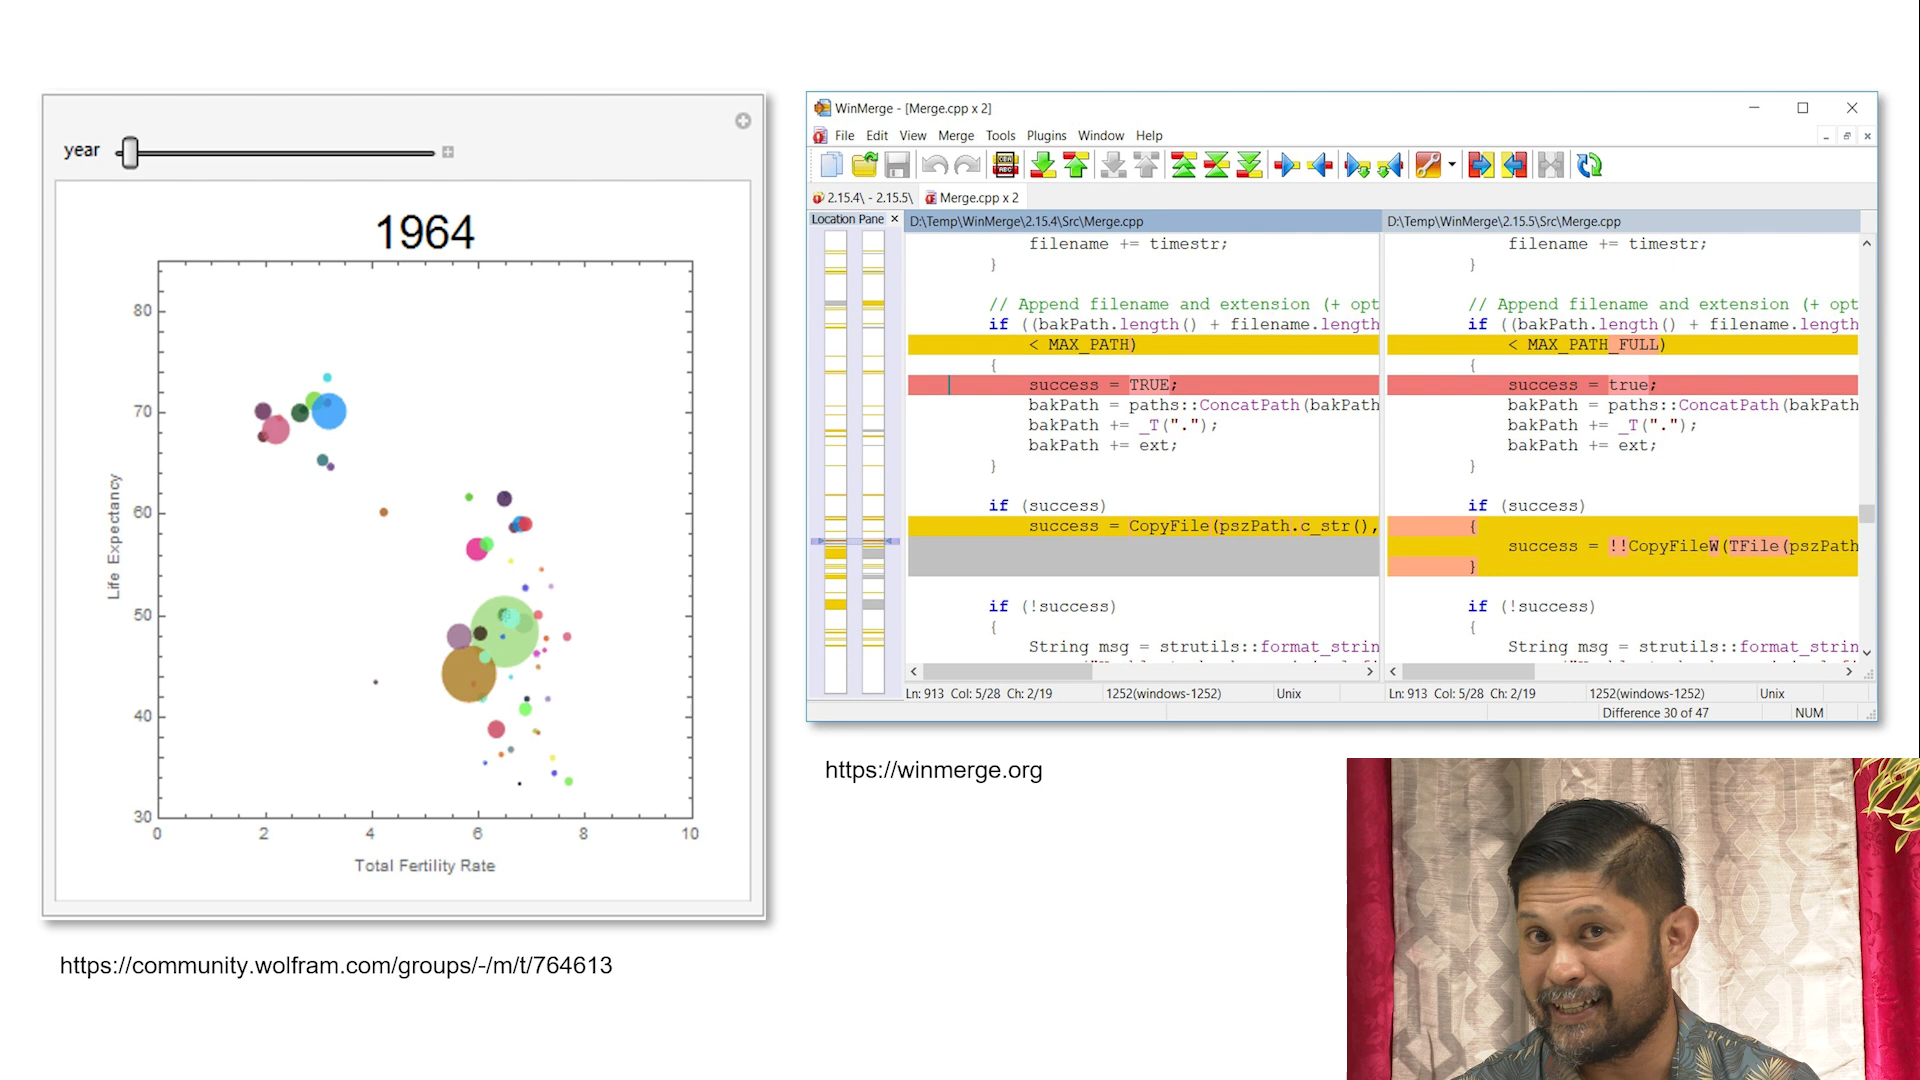 year
1964
80
70
60
50
40
30
0 2 4 6 8 10
Life Expectancy
Total Fertility Rate
https://community.wolfram.com/groups/-/m/t/764613
WinMerge - [Merge.cpp x 2]
File Edit View Merge Tools Plugins Window Help
2.15.4\ - 2.15.5\ Merge.cpp x 2
Location Pane
D:\Temp\WinMerge\2.15.4\Src\Merge.cpp
filename += timestr;
}
// Append filename and extension (+ opt
if ((bakPath.length() + filename.length
< MAX_PATH)
{
success = TRUE;
bakPath = paths::ConcatPath(bakPath
bakPath += _T(".");
bakPath += ext;
}
if (success)
success = CopyFile(pszPath.c_str(),
if (!success)
{
String msg = strutils::format_strin
Ln: 913 Col: 5/28 Ch: 2/19 1252(windows-1252) Unix
D:\Temp\WinMerge\2.15.5\Src\Merge.cpp
filename += timestr;
}
// Append filename and extension (+ opt
if ((bakPath.length() + filename.length
< MAX_PATH_FULL)
{
success = true;
bakPath = paths::ConcatPath(bakPath
bakPath += _T(".");
bakPath += ext;
}
if (success)
{
success = !!CopyFileW(TFile(pszPath
}
if (!success)
{
String msg = strutils::format_strin
Ln: 913 Col: 5/28 Ch: 2/19 1252(windows-1252) Unix
Difference 30 of 47 NUM
https://winmerge.org